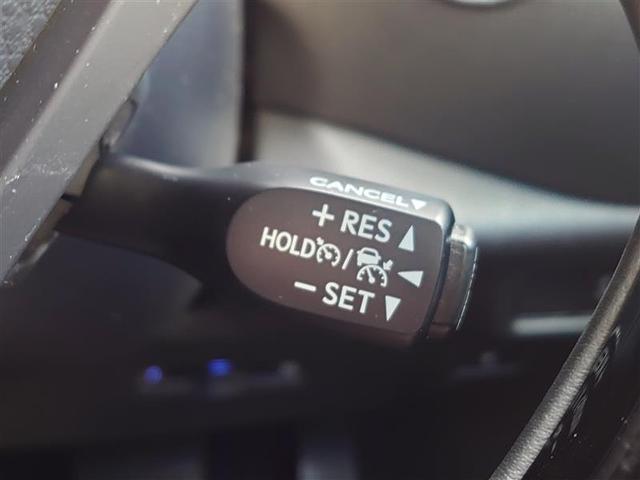 CANCEL▼
+ RES ▲
HOLD / ◀
− SET ▼